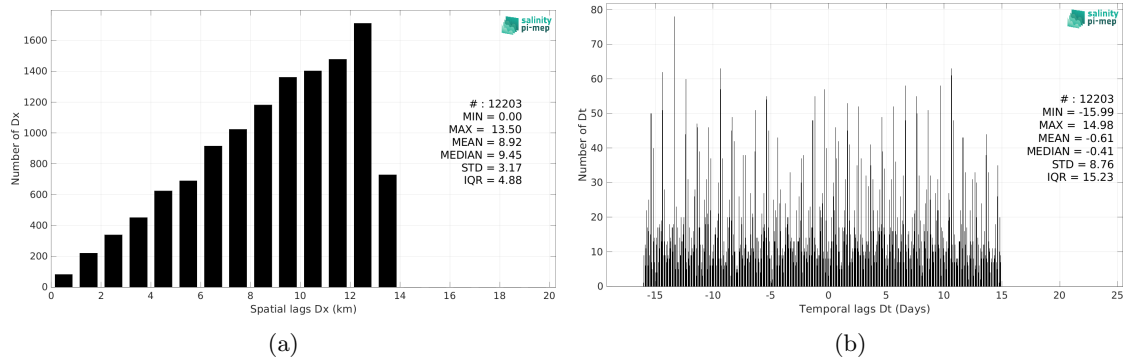 1600
1400
1200
1000
800
600
400
200
0
Number of Dx
salinity
pi-mep
# : 12203
MIN = 0.00
MAX = 13.50
MEAN = 8.92
MEDIAN = 9.45
STD = 3.17
IQR = 4.88
0 2 4 6 8 10 12 14 16 18 20
Spatial lags Dx (km)
(a)
80
70
60
50
40
30
20
10
0
Number of Dt
salinity
pi-mep
# : 12203
MIN = -15.99
MAX = 14.98
MEAN = -0.61
MEDIAN = -0.41
STD = 8.76
IQR = 15.23
-15 -10 -5 0 5 10 15 20 25
Temporal lags Dt (Days)
(b)